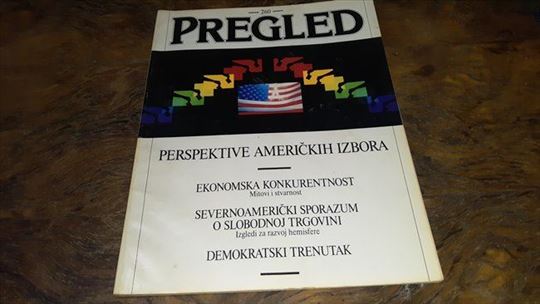 260
PREGLED
PERSPEKTIVE AMERIČKIH IZBORA
EKONOMSKA KONKURENTNOST
Mitovi i stvarnost
SEVERNOAMERIČKI SPORAZUM
O SLOBODNOJ TRGOVINI
Izgledi za razvoj hemisfere
DEMOKRATSKI TRENUTAK